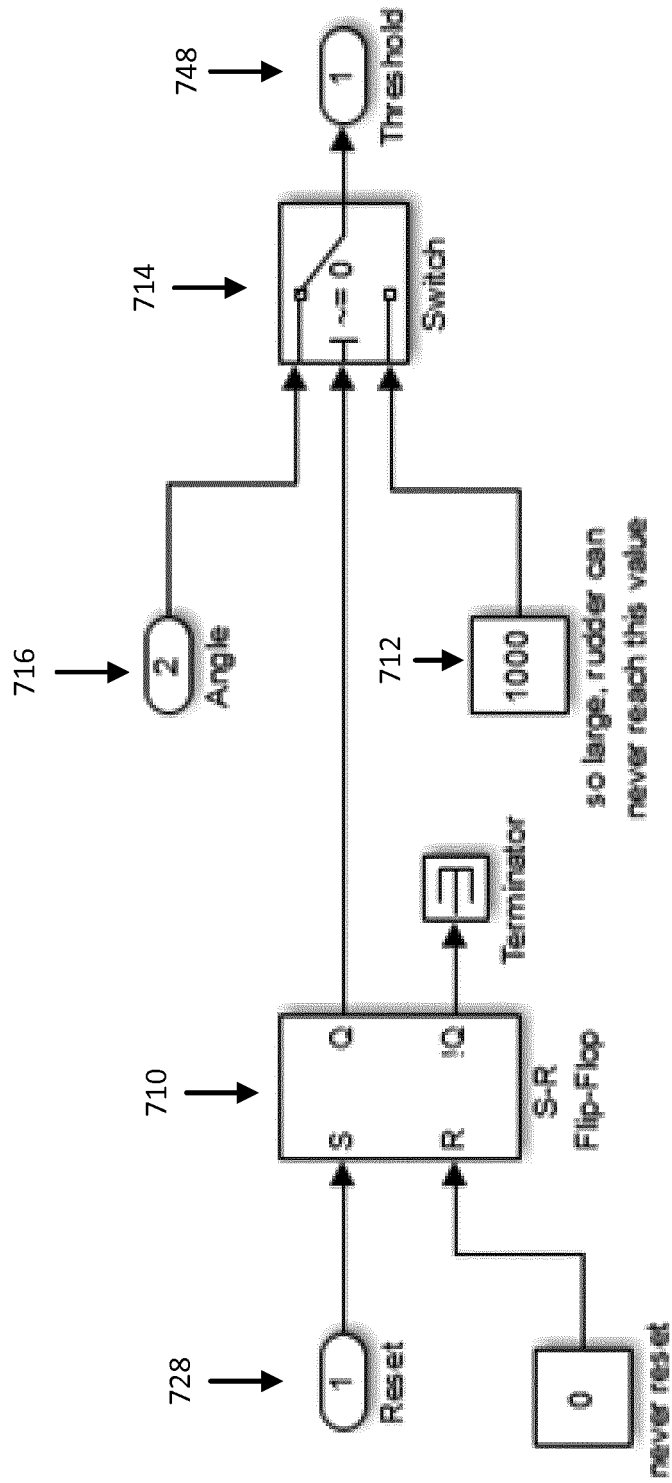 728
1
Reset
0
never reset
710
S
Q
R
!Q
S-R
Flip-Flop
Terminator
716
2
Angle
712
1000
so large, rudder can
never reach this value
714
~= 0
Switch
748
1
Threshold